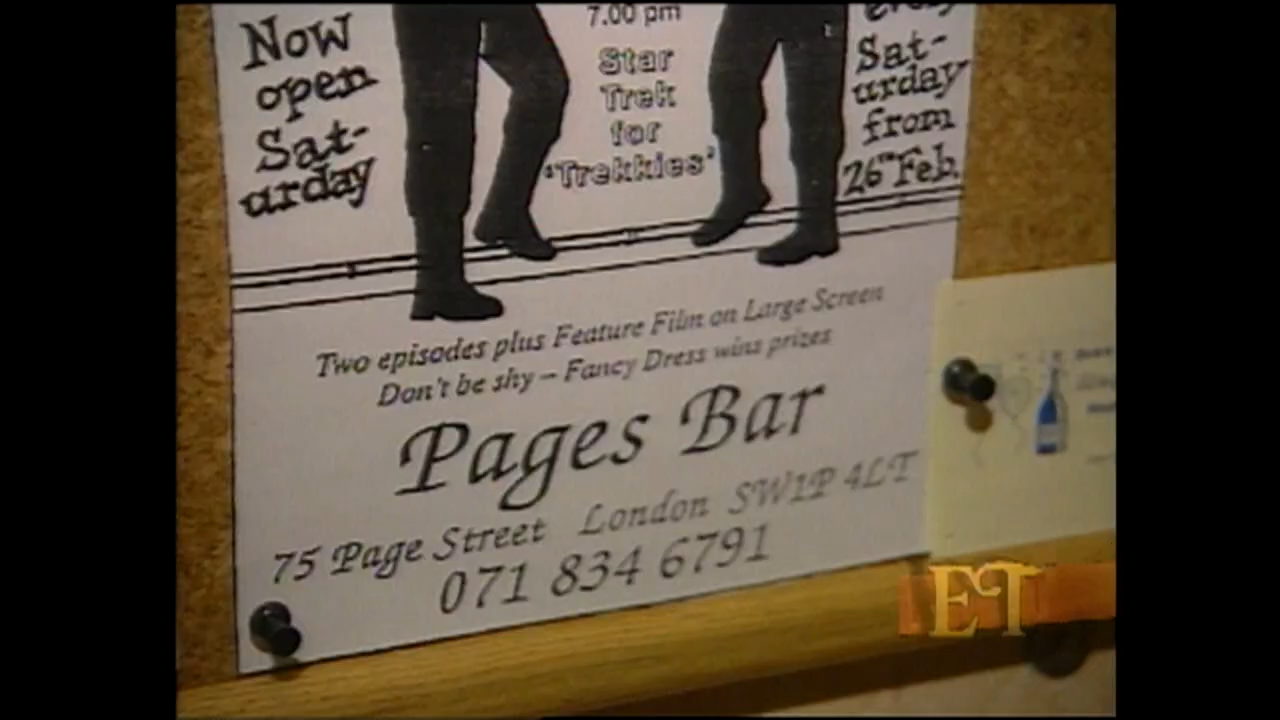 Now
open
Sat-
urday
7.00 pm
Star
Trek
for
'Trekkies'
every
Sat-
urday
from
26th Feb.
Two episodes plus Feature Film on Large Screen
Don't be shy – Fancy Dress wins prizes
Pages Bar
75 Page Street London SW1P 4LT
071 834 6791
ET